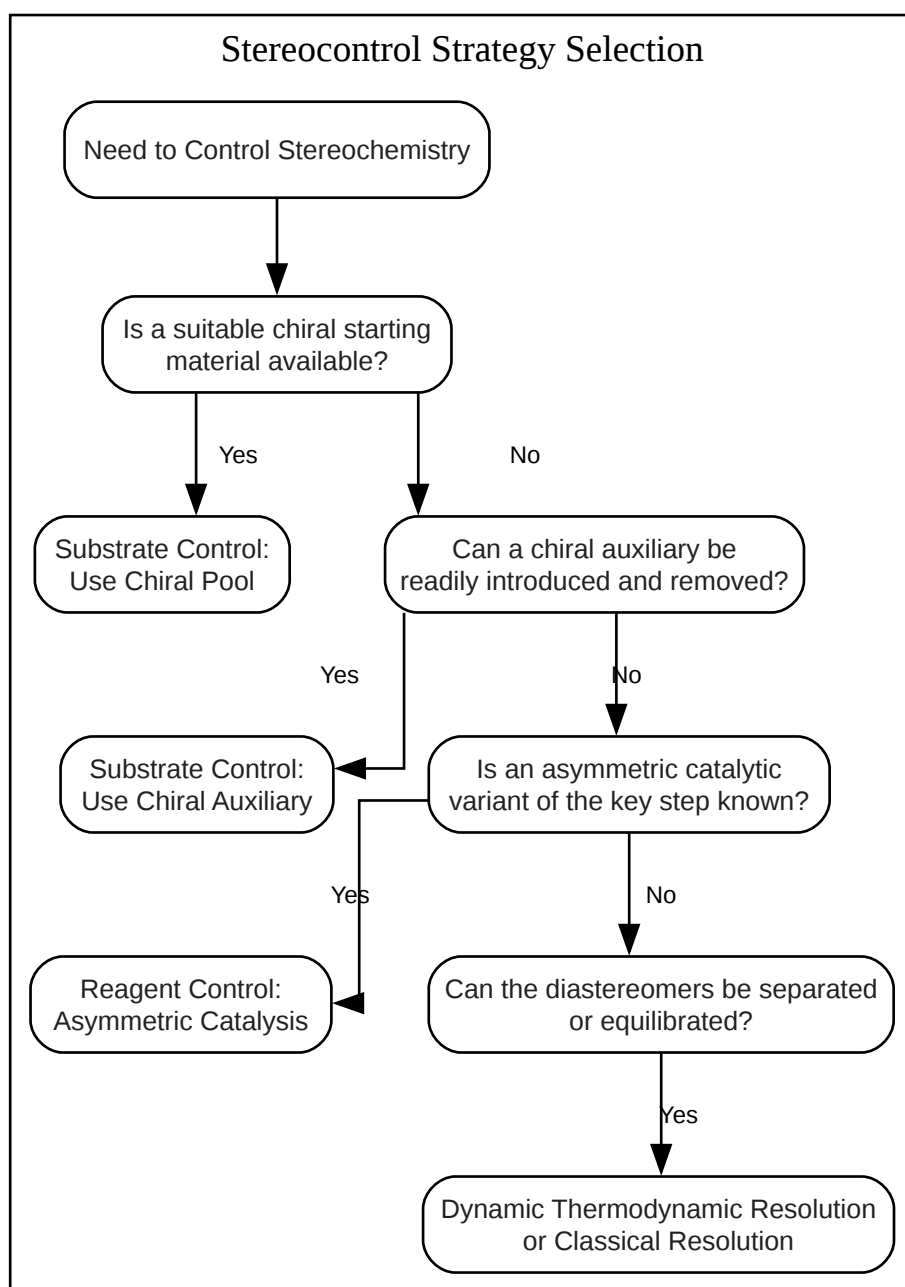 Stereocontrol Strategy Selection
Need to Control Stereochemistry
Is a suitable chiral starting
material available?
Yes
No
Substrate Control:
Use Chiral Pool
Can a chiral auxiliary be
readily introduced and removed?
Yes
No
Substrate Control:
Use Chiral Auxiliary
Is an asymmetric catalytic
variant of the key step known?
Yes
No
Reagent Control:
Asymmetric Catalysis
Can the diastereomers be separated
or equilibrated?
Yes
Dynamic Thermodynamic Resolution
or Classical Resolution